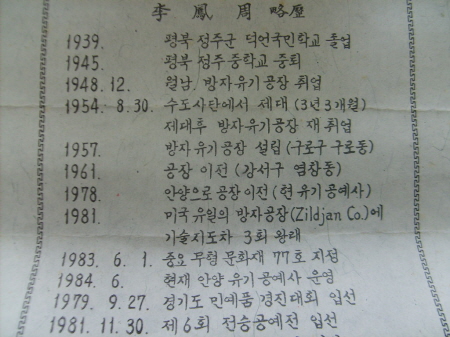 李鳳周 略歷
1939. 평북 정주군 덕언국민학교 졸업
1945. 평북 정주중학교 중퇴
1948.12. 월남, 방자유기공장 취업
1954. 8.30. 수도사단에서 제대 (3년 3개월)
제대후 방자유기공장 재 취업
1957. 방자유기공장 설립 (구로구 구로동)
1961. 공장 이전 (강서구 염창동)
1978. 안양으로 공장이전 (현 유기공예사)
1981. 미국 유일의 방자공장(Zildjan Co.)에
기술지도차 3회 왕래
1983. 6. 1. 중요 무형 문화재 77호 지정
1984. 6. 현재 안양 유기공예사 운영
1979. 9.27. 경기도 민예품 경진대회 입선
1981. 11.30. 제6회 전승공예전 입선